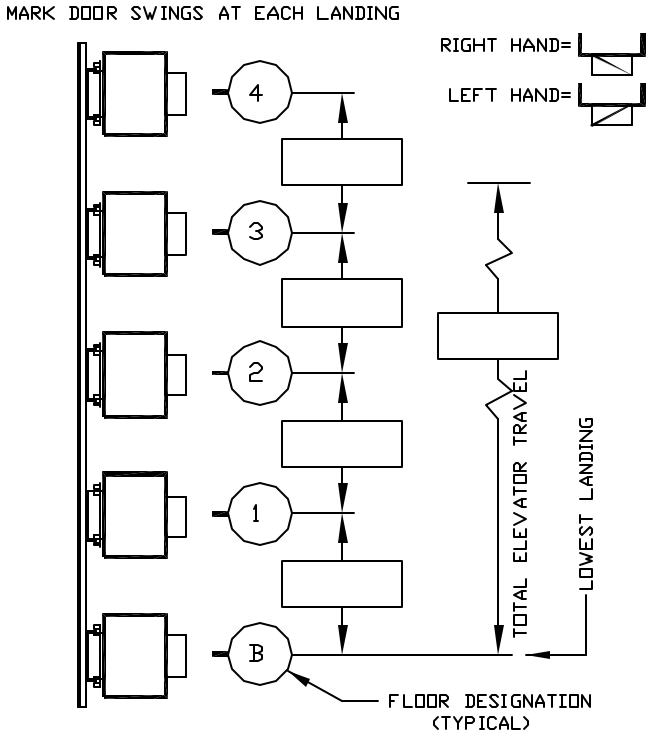 MARK DOOR SWINGS AT EACH LANDING
RIGHT HAND=
LEFT HAND=
4
3
2
1
B
TOTAL ELEVATOR TRAVEL
LOWEST LANDING
FLOOR DESIGNATION
(TYPICAL)